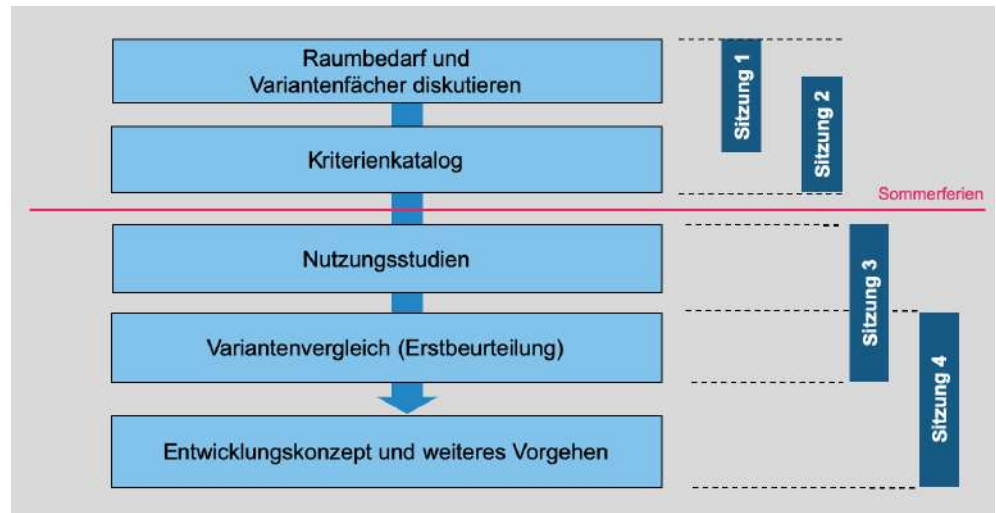 Raumbedarf und
Variantenfächer diskutieren
Kriterienkatalog
Nutzungsstudien
Variantenvergleich (Erstbeurteilung)
Entwicklungskonzept und weiteres Vorgehen
Sitzung 1
Sitzung 2
Sommerferien
Sitzung 3
Sitzung 4